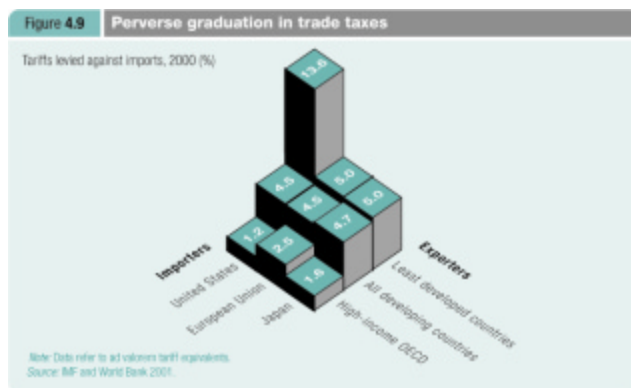 Figure 4.9 Perverse graduation in trade taxes
Tariffs levied against imports, 2000 (%)
13.6
4.5 5.0
4.5 5.0
1.2 4.7
2.5
1.6
Importers
United States
European Union
Japan
Exporters
Least developed countries
All developing countries
High-income OECD
Note: Data refer to ad valorem tariff equivalents.
Source: IMF and World Bank 2001.